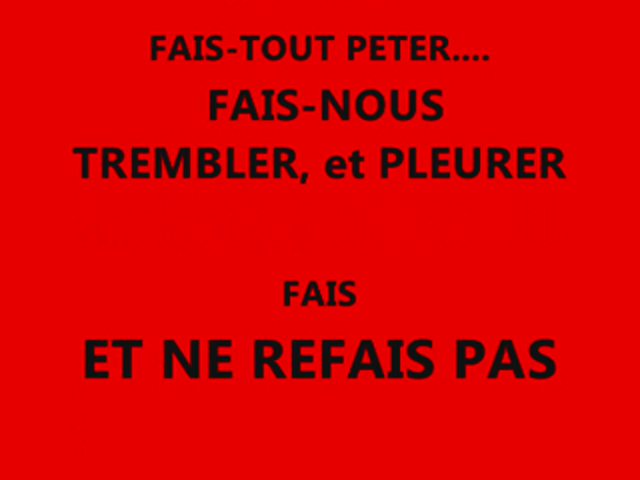 FAIS-TOUT PETER....
FAIS-NOUS
TREMBLER, et PLEURER
FAIS
ET NE REFAIS PAS